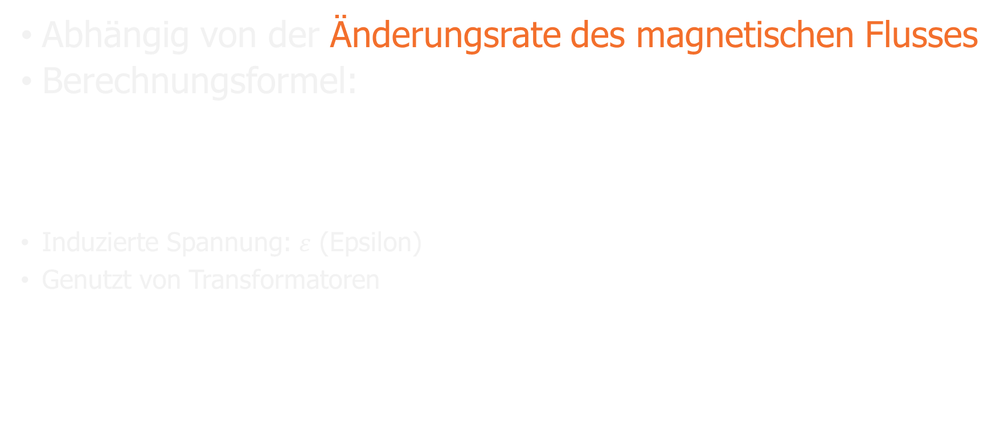 • Abhängig von der Änderungsrate des magnetischen Flusses
• Berechnungsformel:
• Induzierte Spannung: ε (Epsilon)
• Genutzt von Transformatoren